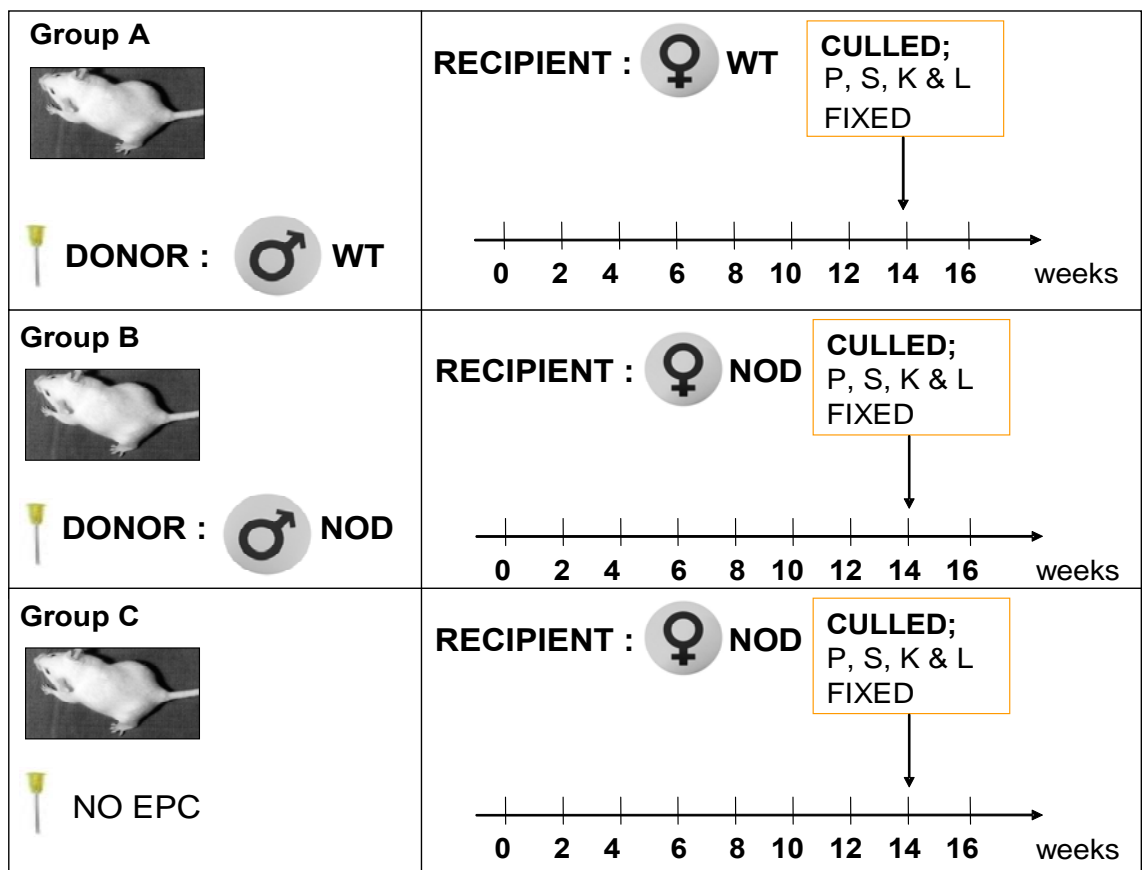 Group A
DONOR : WT
RECIPIENT : WT
CULLED;
P, S, K & L
FIXED
0 2 4 6 8 10 12 14 16 weeks
Group B
DONOR : NOD
RECIPIENT : NOD
CULLED;
P, S, K & L
FIXED
0 2 4 6 8 10 12 14 16 weeks
Group C
NO EPC
RECIPIENT : NOD
CULLED;
P, S, K & L
FIXED
0 2 4 6 8 10 12 14 16 weeks